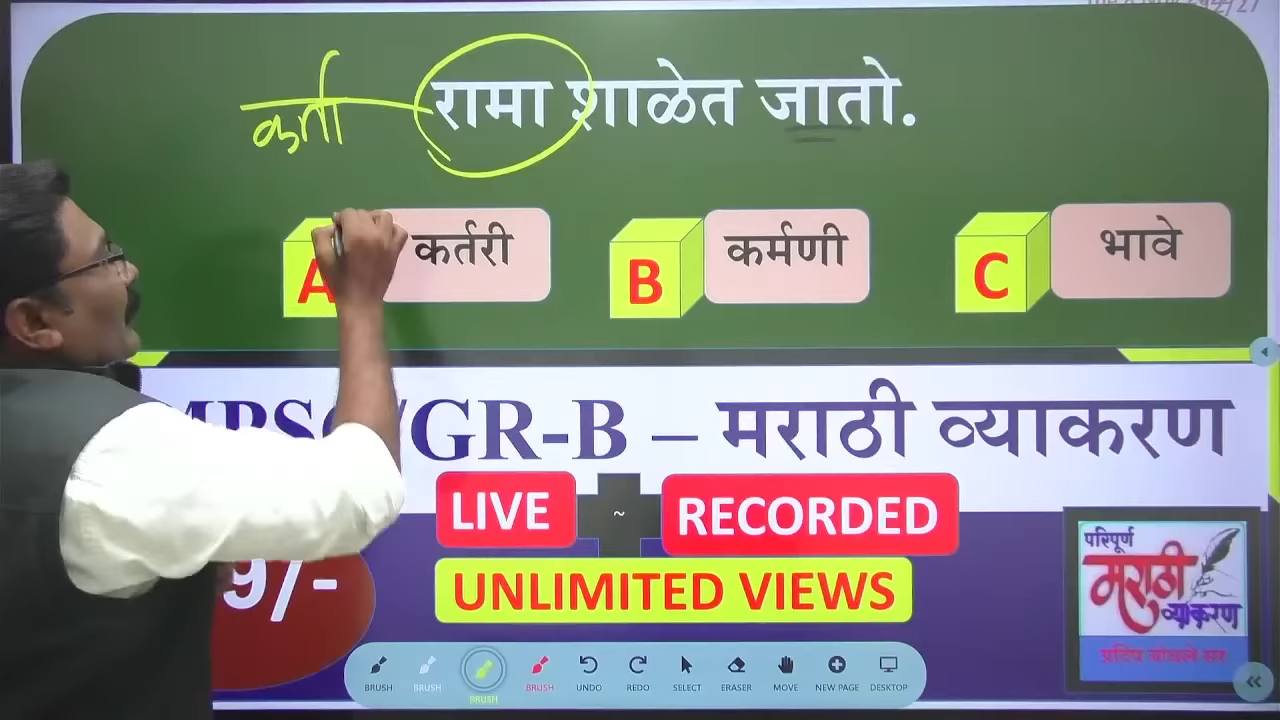 रामा शाळेत जातो.
कर्ता
A कर्तरी
B कर्मणी
C भावे
MPSC/GR-B – मराठी व्याकरण
LIVE ~ RECORDED
UNLIMITED VIEWS
9/-
परिपूर्ण
मराठी
व्याकरण
BRUSH BRUSH BRUSH BRUSH UNDO REDO SELECT ERASER MOVE NEW PAGE DESKTOP